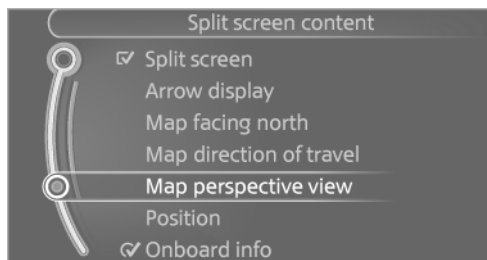 Split screen content
Split screen
Arrow display
Map facing north
Map direction of travel
Map perspective view
Position
Onboard info